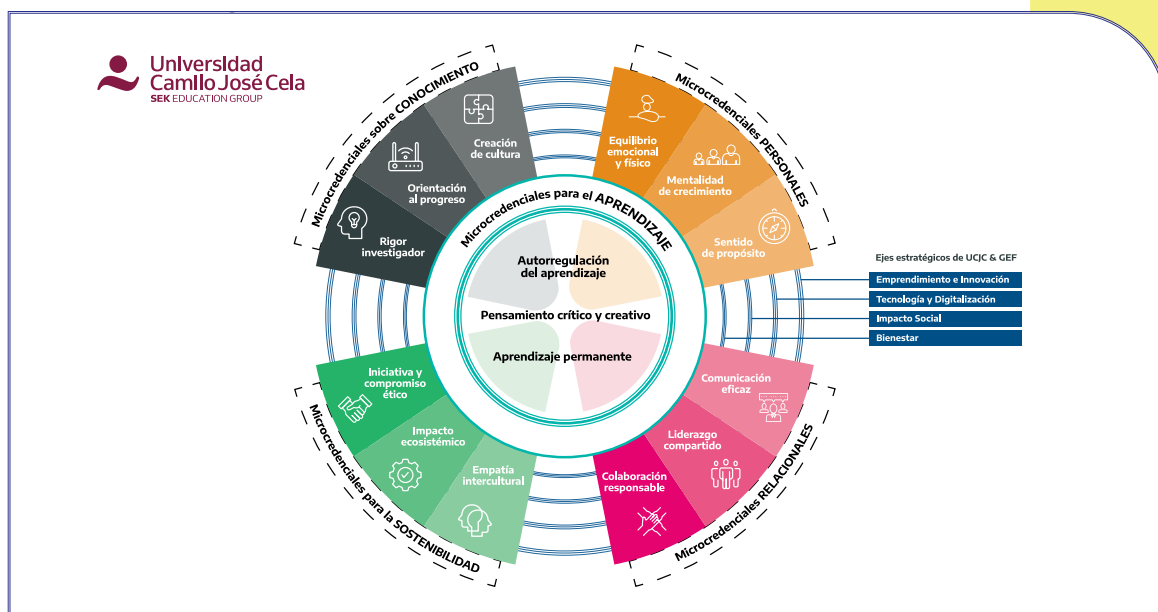 Universidad
Camilo José Cela
SEK EDUCATION GROUP
Microcredenciales sobre CONOCIMIENTO
Creación
de cultura
Orientación
al progreso
Rigor
investigador
Microcredenciales PERSONALES
Equilibrio
emocional
y físico
Mentalidad
de crecimiento
Sentido
de propósito
Microcredenciales para el APRENDIZAJE
Autorregulación
del aprendizaje
Pensamiento crítico y creativo
Aprendizaje permanente
Ejes estratégicos de UCJC & GEF
Emprendimiento e Innovación
Tecnología y Digitalización
Impacto Social
Bienestar
Iniciativa y
compromiso
ético
Impacto
ecosistémico
Empatía
intercultural
Microcredenciales para la SOSTENIBILIDAD
Comunicación
eficaz
Liderazgo
compartido
Colaboración
responsable
Microcredenciales RELACIONALES